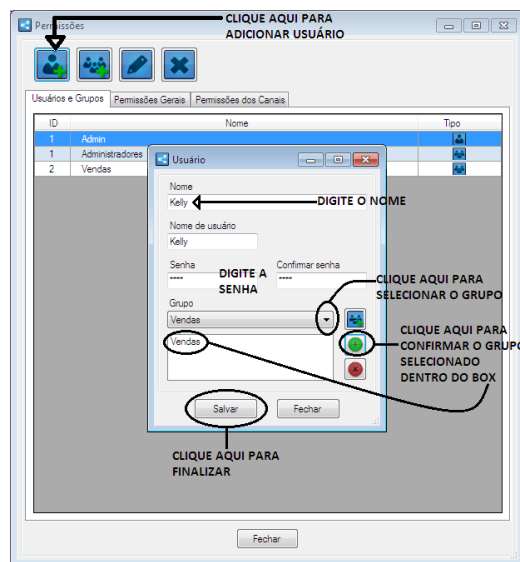 Permissões
CLIQUE AQUI PARA
ADICIONAR USUÁRIO
Usuários e Grupos Permissões Gerais Permissões dos Canais
ID Nome Tipo
1 Admin
1 Administradores
2 Vendas
Usuário
Nome
Kelly
DIGITE O NOME
Nome de usuário
Kelly
Senha Confirmar senha
**** ****
DIGITE A
SENHA
CLIQUE AQUI PARA
SELECIONAR O GRUPO
Grupo
Vendas
Vendas
CLIQUE AQUI PARA
CONFIRMAR O GRUPO
SELECIONADO
DENTRO DO BOX
Salvar Fechar
CLIQUE AQUI PARA
FINALIZAR
Fechar